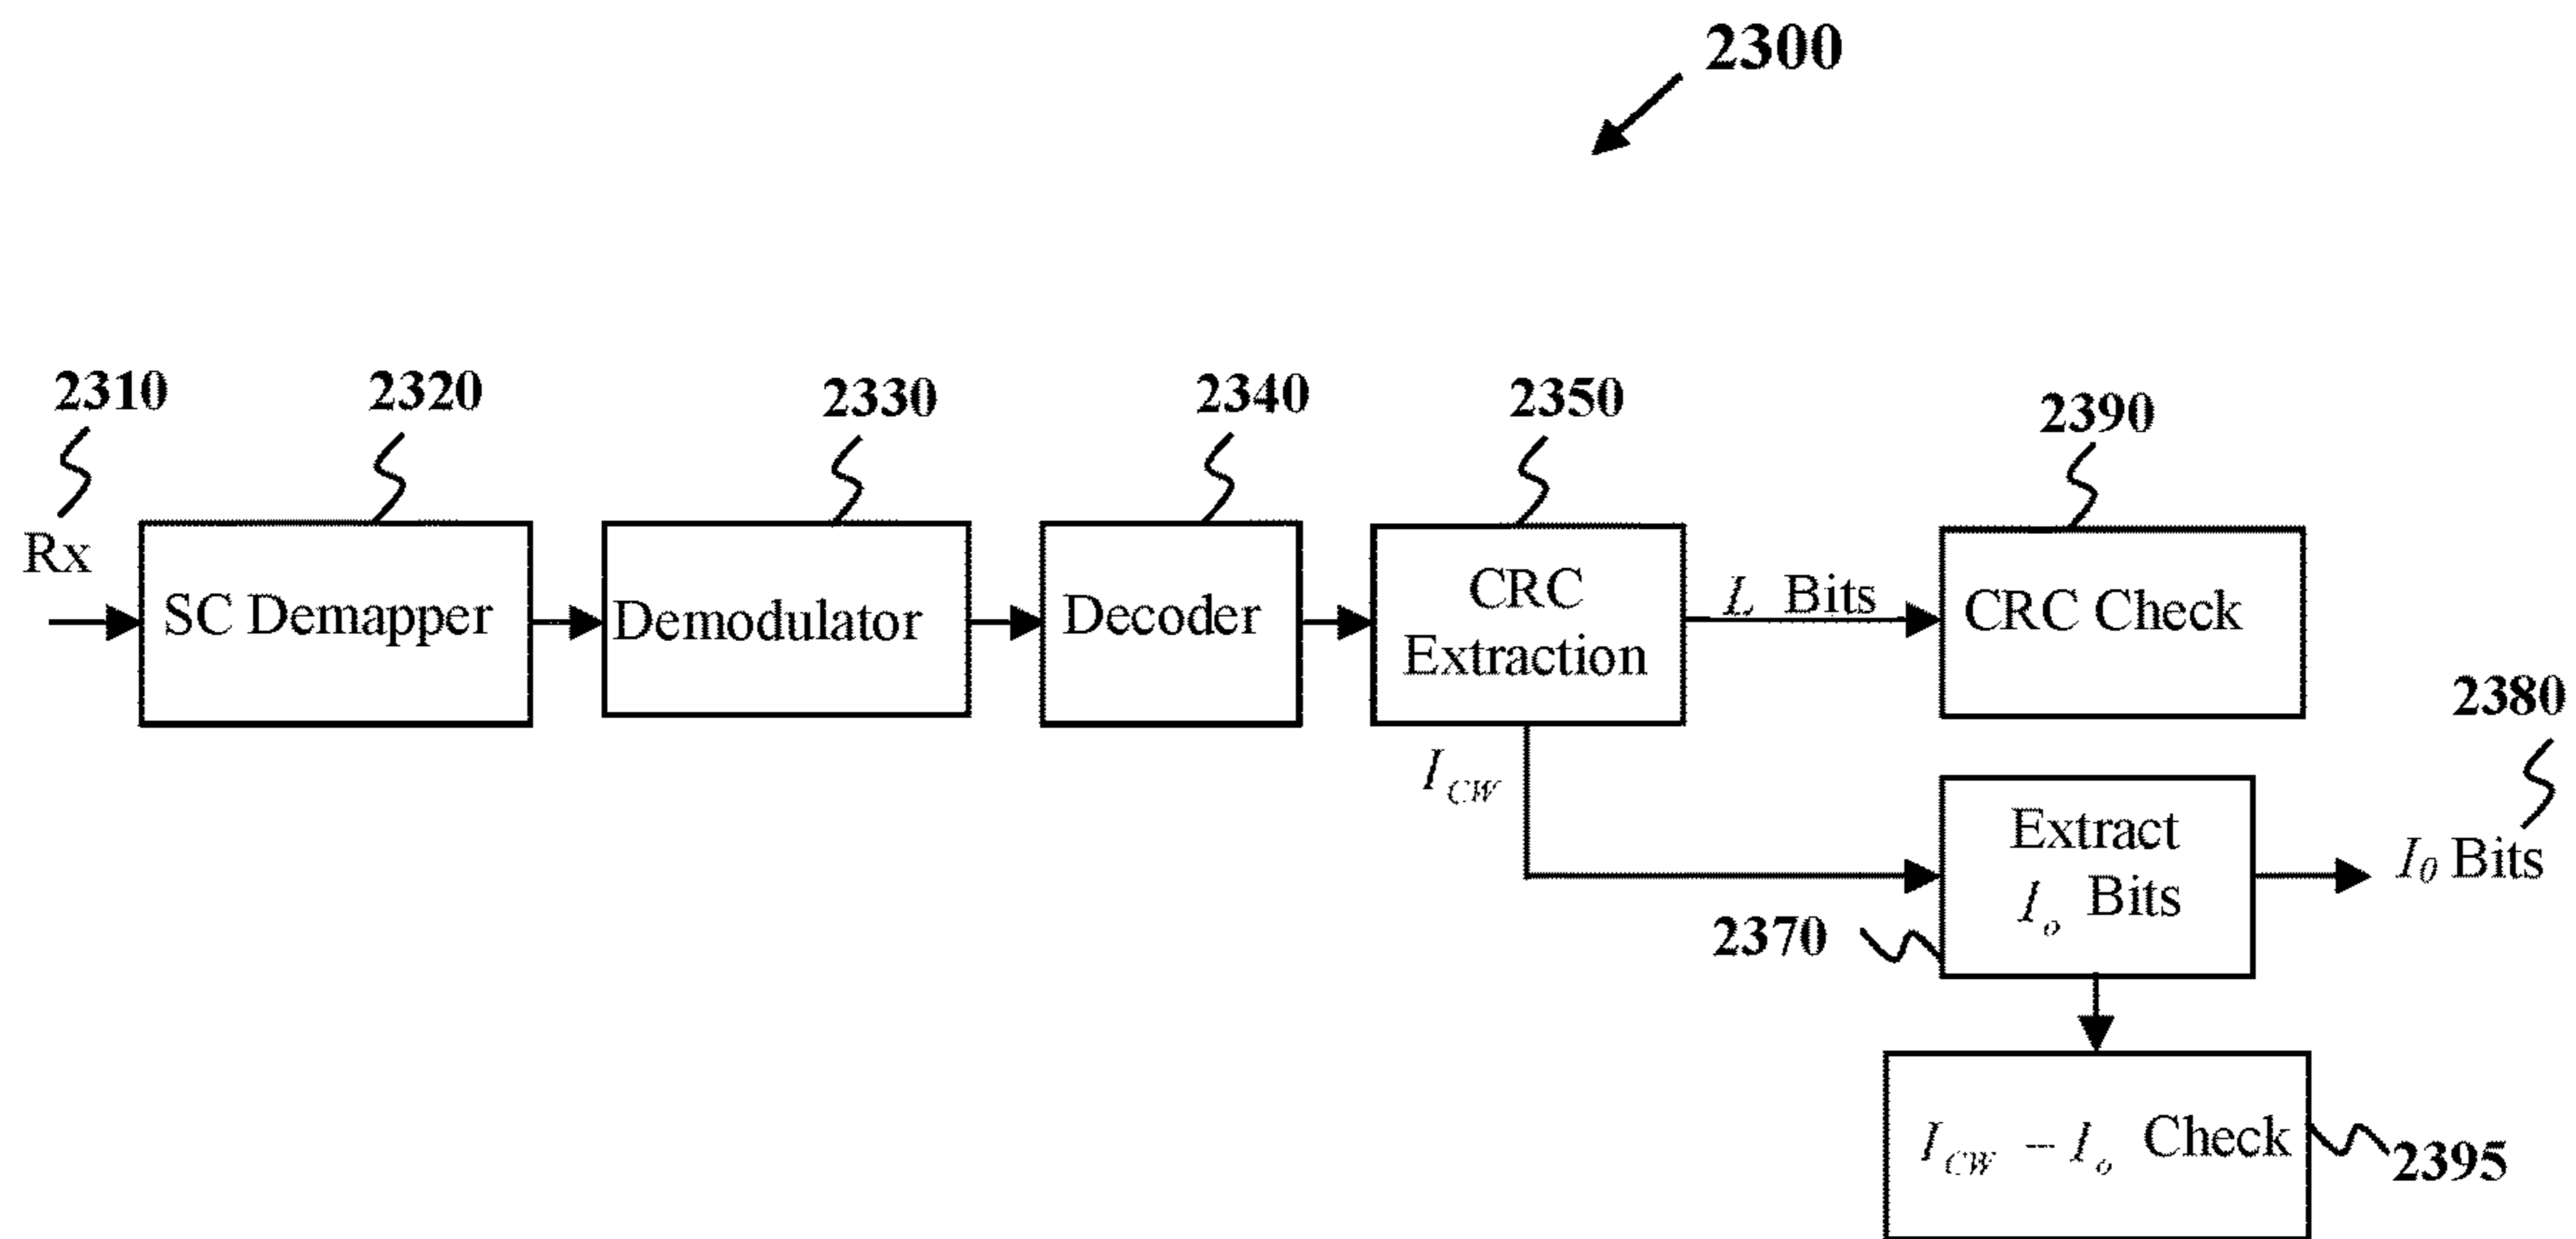 2300
2310
2320
2330
2340
2350
2390
Rx
SC Demapper
Demodulator
Decoder
CRC
Extraction
L Bits
CRC Check
2380
I_CW
Extract
I_o Bits
I_0 Bits
2370
I_CW - I_o Check
2395